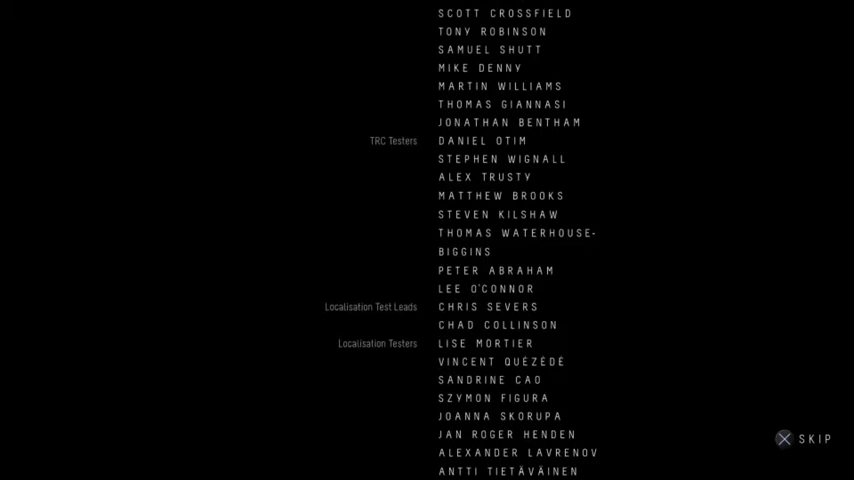 SCOTT CROSSFIELD
TONY ROBINSON
SAMUEL SHUTT
MIKE DENNY
MARTIN WILLIAMS
THOMAS GIANNASI
JONATHAN BENTHAM
TRC Testers DANIEL OTIM
STEPHEN WIGNALL
ALEX TRUSTY
MATTHEW BROOKS
STEVEN KILSHAW
THOMAS WATERHOUSE-
BIGGINS
PETER ABRAHAM
LEE O'CONNOR
Localisation Test Leads CHRIS SEVERS
CHAD COLLINSON
Localisation Testers LISE MORTIER
VINCENT QUÉZÉDÉ
SANDRINE CAO
SZYMON FIGURA
JOANNA SKORUPA
JAN ROGER HENDEN
ALEXANDER LAVRENOV
ANTTI TIETÄVÄINEN
SKIP